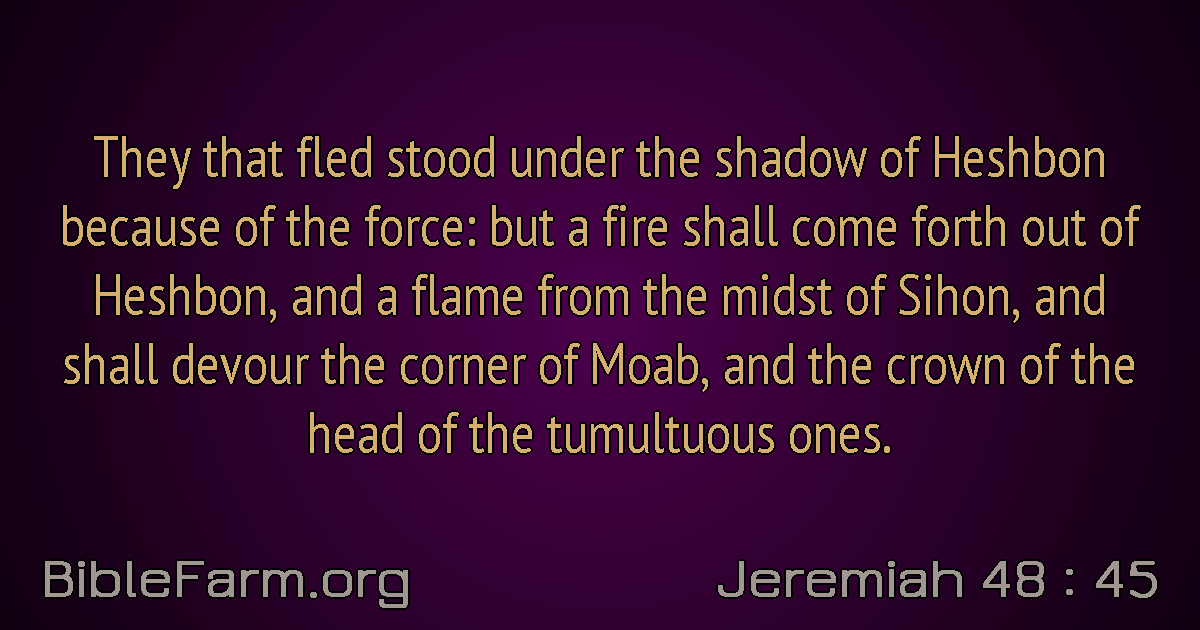 They that fled stood under the shadow of Heshbon
because of the force: but a fire shall come forth out of
Heshbon, and a flame from the midst of Sihon, and
shall devour the corner of Moab, and the crown of the
head of the tumultuous ones.
BibleFarm.org
Jeremiah 48 : 45